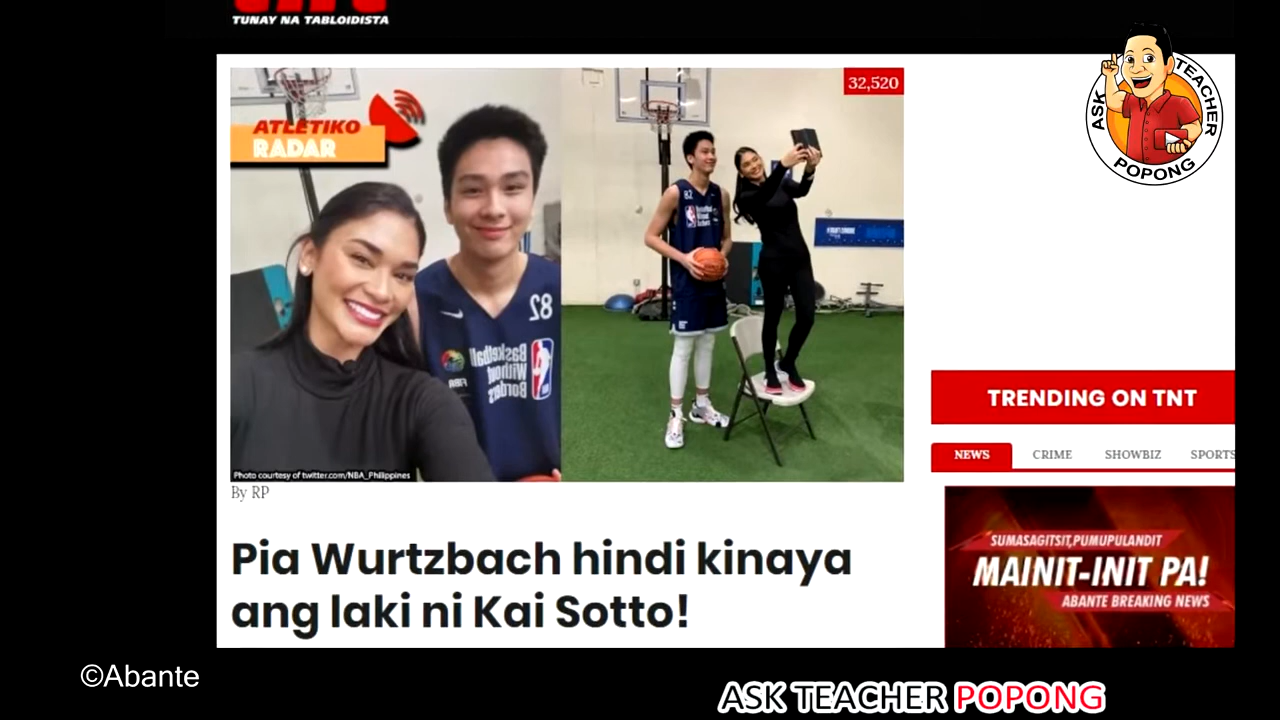 TUNAY NA TABLOIDISTA
32,520
ATLETIKO
RADAR
82
Basketball
Without
Borders
FIBA
82
Photo courtesy of twitter.com/NBA_Philippines
By RP
Pia Wurtzbach hindi kinaya
ang laki ni Kai Sotto!
ASK TEACHER POPONG
TRENDING ON TNT
NEWS CRIME SHOWBIZ SPORTS
SUMASAGITSIT,PUMUPULANDIT
MAINIT-INIT PA!
ABANTE BREAKING NEWS
©Abante
ASK TEACHER POPONG